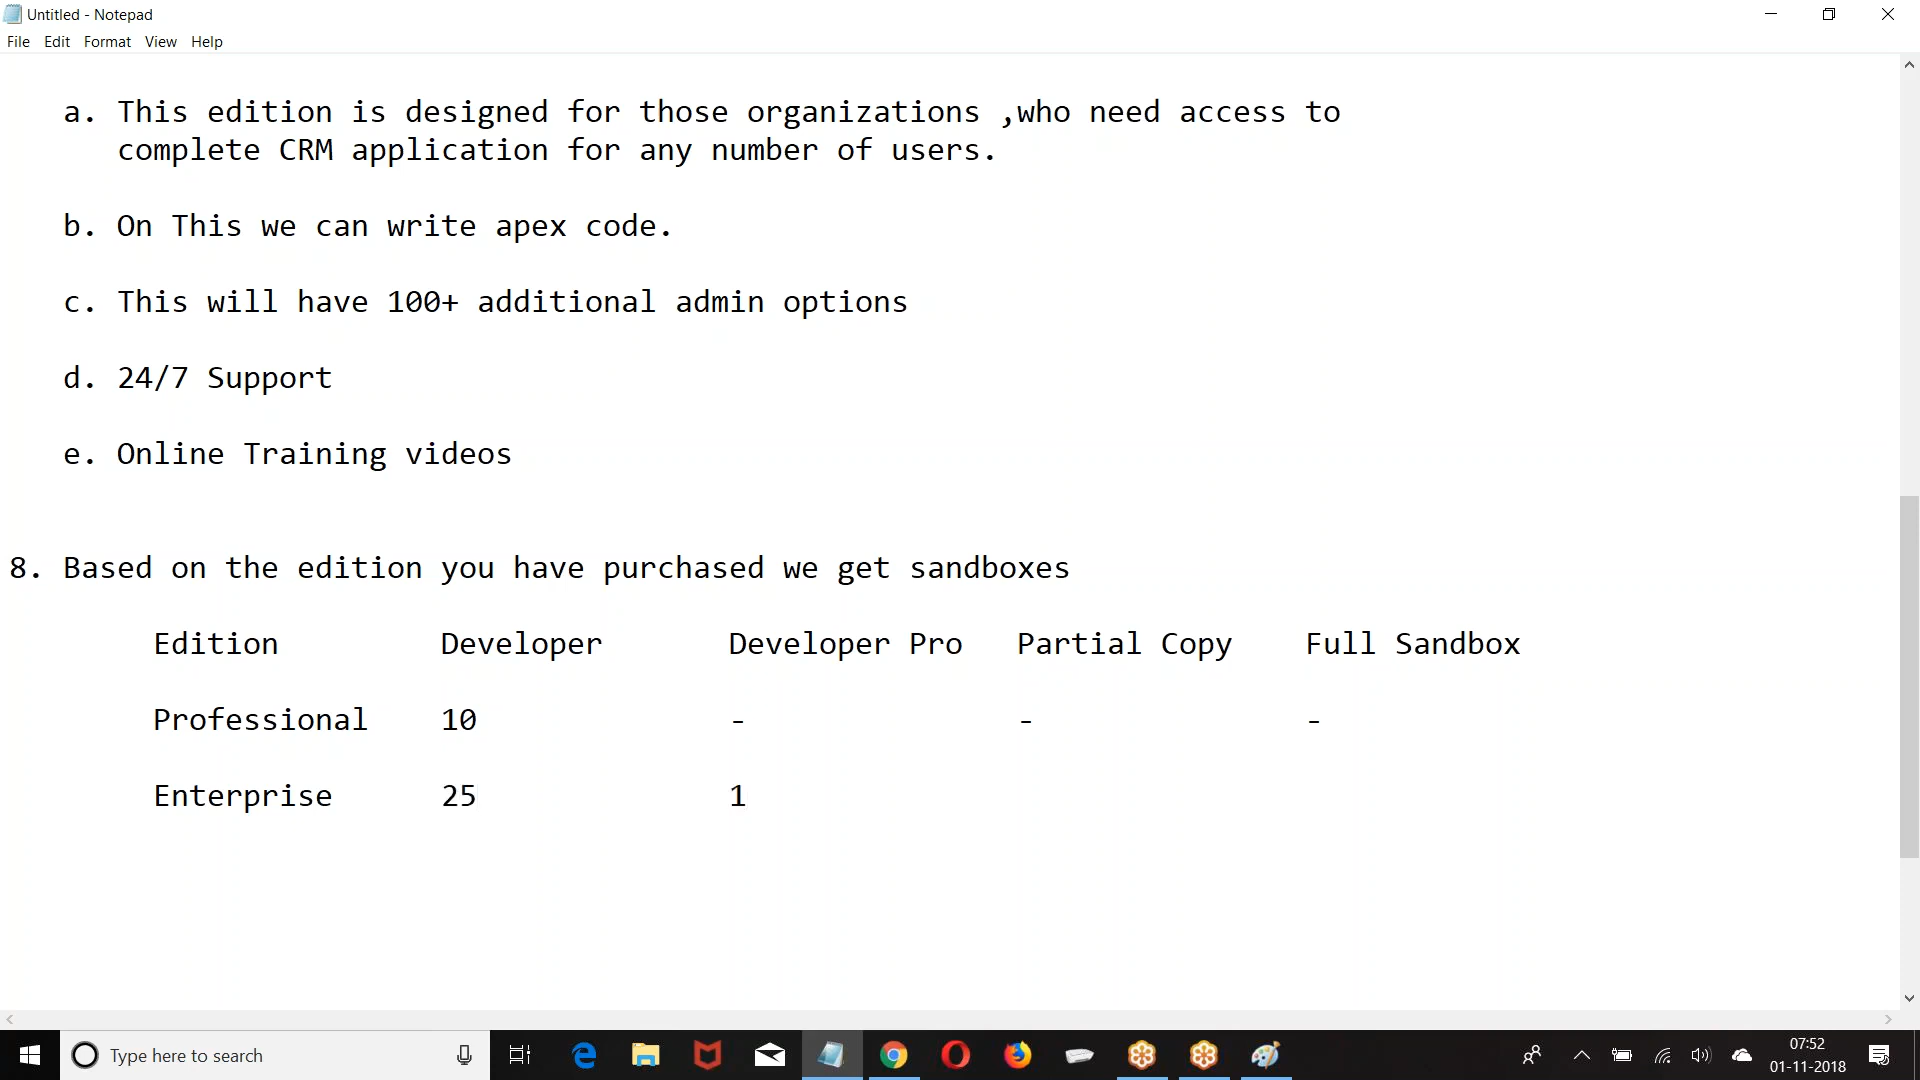 Untitled - Notepad
File Edit Format View Help
a. This edition is designed for those organizations ,who need access to
complete CRM application for any number of users.
b. On This we can write apex code.
c. This will have 100+ additional admin options
d. 24/7 Support
e. Online Training videos
8. Based on the edition you have purchased we get sandboxes
Edition Developer Developer Pro Partial Copy Full Sandbox
Professional 10 - - -
Enterprise 25 1
Type here to search
07:52
01-11-2018